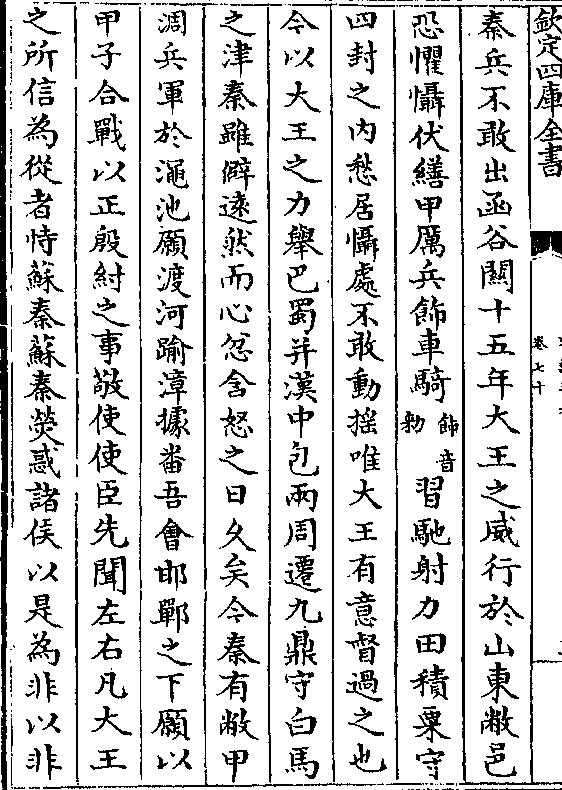 欽定四庫全書
卷七十
秦兵不敢出函谷關十五年大王之威行於山東敝邑
恐懼懾伏繕甲厲兵飾車騎飾音勑習馳射力田積粟守
四封之內愁居懾處不敢動摇唯大王有意督過之也
今以大王之力舉巴蜀并漢中包兩周遷九鼎守白馬
之津秦雖僻逺然而心忿含怒之日久矣今秦有敝甲
凋兵軍於澠池願渡河踰漳據番吾會邯鄲之下願以
甲子合戰以正殷紂之事敬使使臣先聞左右凡大王
之所信為從者恃蘇秦蘇秦熒惑諸侯以是為非以非